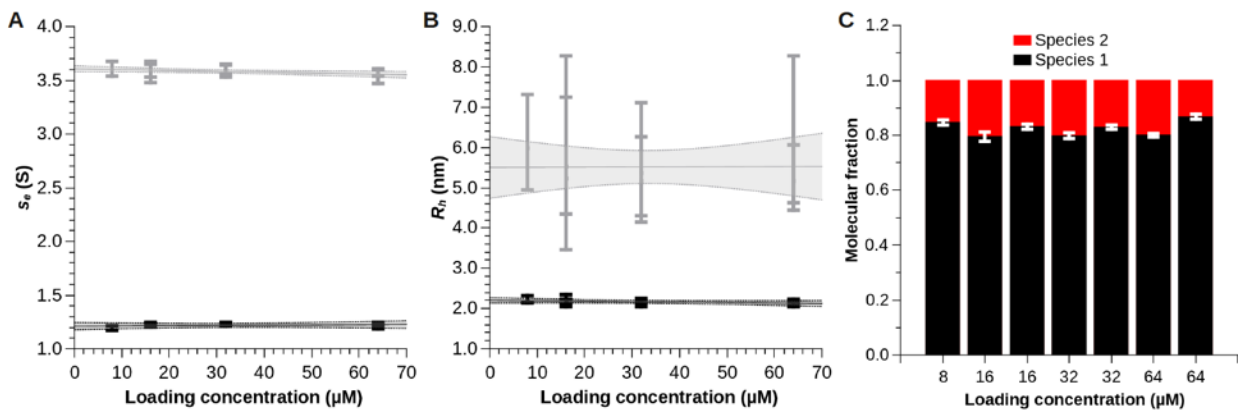 A
4.0
3.5
3.0
2.5
2.0
1.5
1.0
se (S)
0 10 20 30 40 50 60 70
Loading concentration (µM)
B
9.0
8.0
7.0
6.0
5.0
4.0
3.0
2.0
1.0
Rh (nm)
0 10 20 30 40 50 60 70
Loading concentration (µM)
C
1.2
1.0
0.8
0.6
0.4
0.2
0.0
Molecular fraction
Species 2
Species 1
8 16 16 32 32 64 64
Loading concentration (µM)